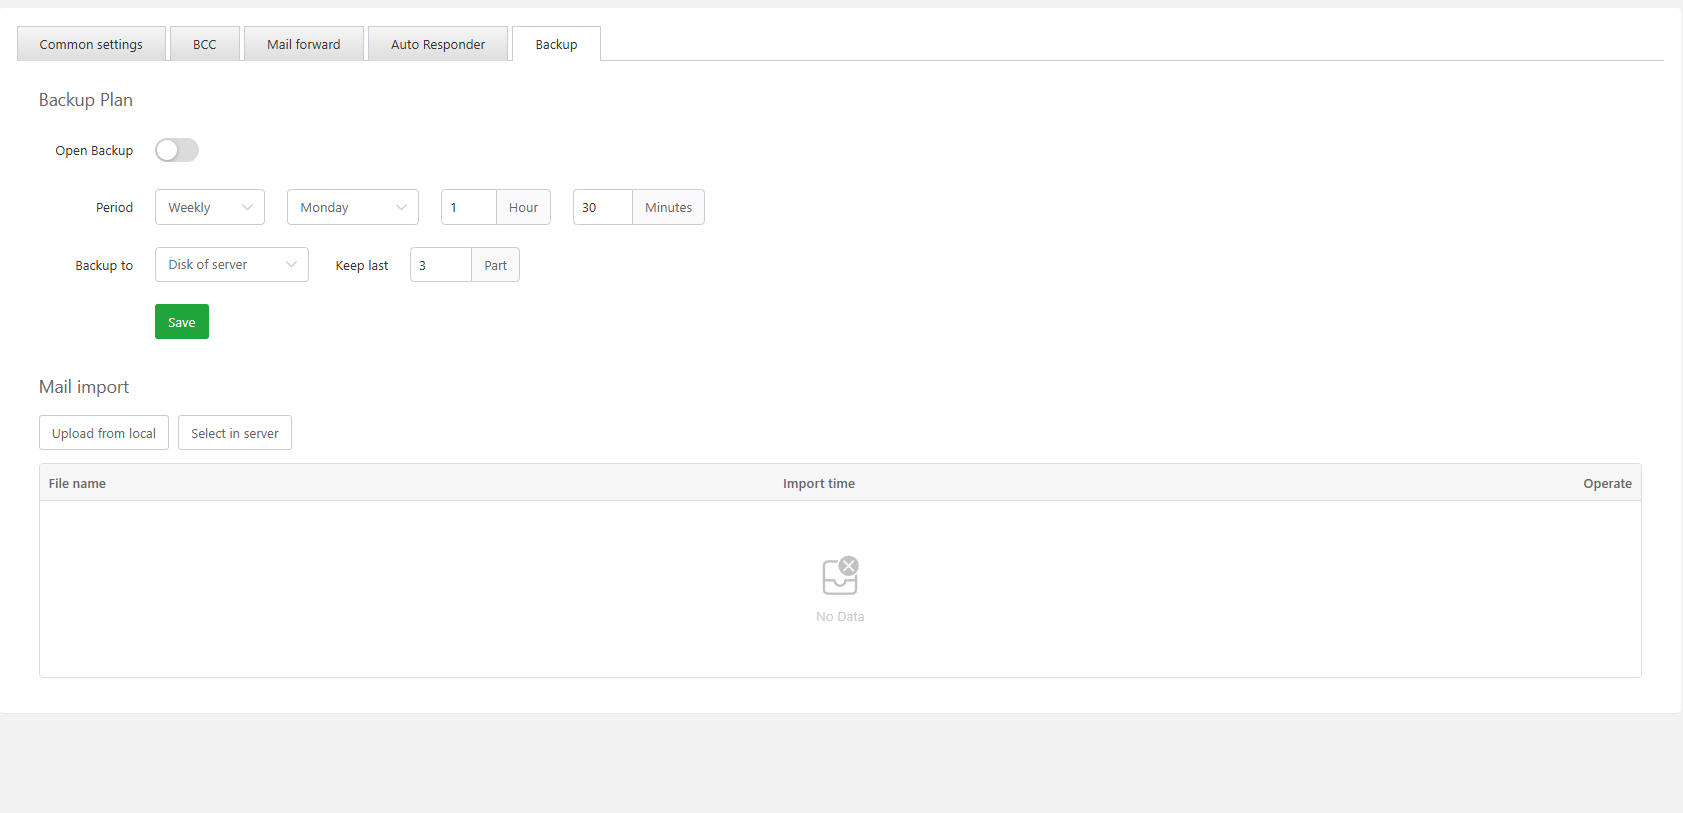 Common settings BCC Mail forward Auto Responder Backup
Backup Plan
Open Backup
Period Weekly Monday 1 Hour 30 Minutes
Backup to Disk of server Keep last 3 Part
Save
Mail import
Upload from local Select in server
File name Import time Operate
No Data